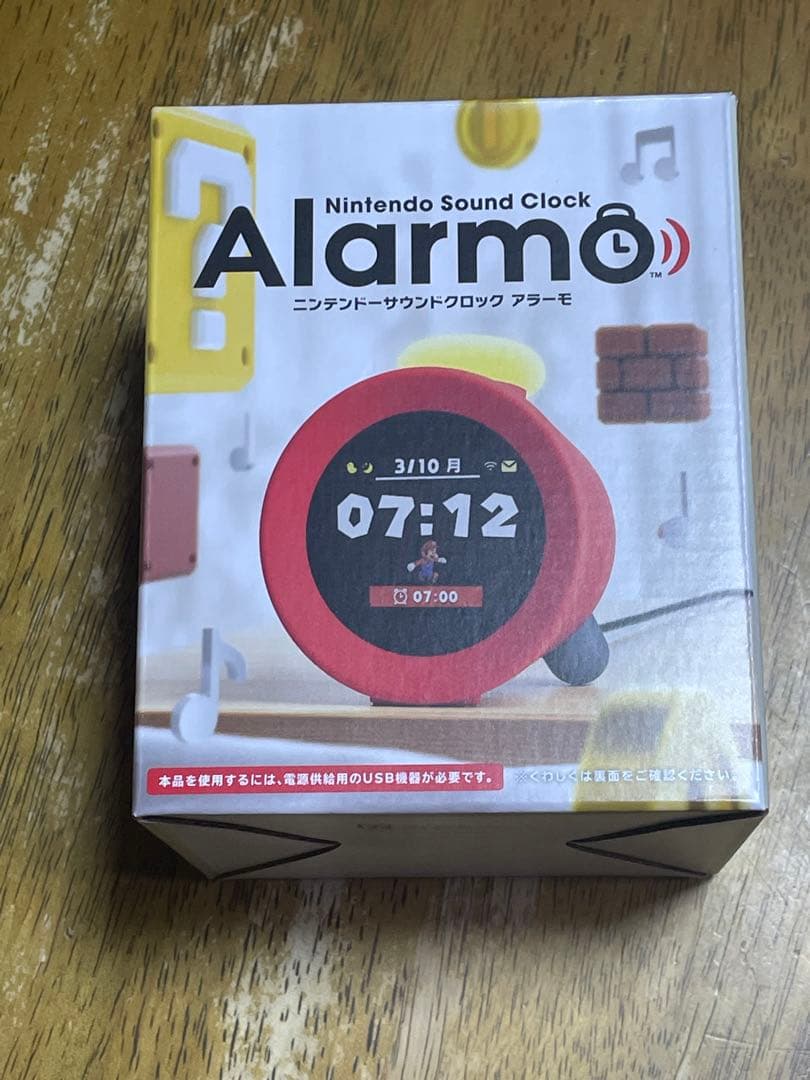 Nintendo Sound Clock
Alarmo
TM
ニンテンドーサウンドクロック アラーモ
3/10 月
07:12
07:00
本品を使用するには、電源供給用のUSB機器が必要です。 ※くわしくは裏面をご確認ください。